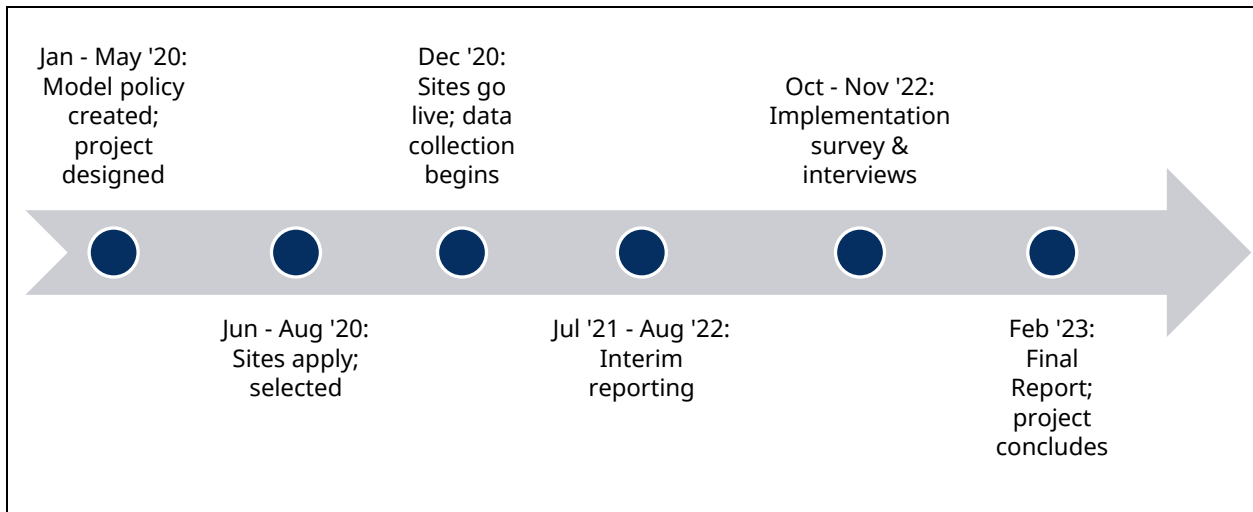 Jan - May '20:
Model policy
created;
project
designed
Jun - Aug '20:
Sites apply;
selected
Dec '20:
Sites go
live; data
collection
begins
Jul '21 - Aug '22:
Interim
reporting
Oct - Nov '22:
Implementation
survey &
interviews
Feb '23:
Final
Report;
project
concludes